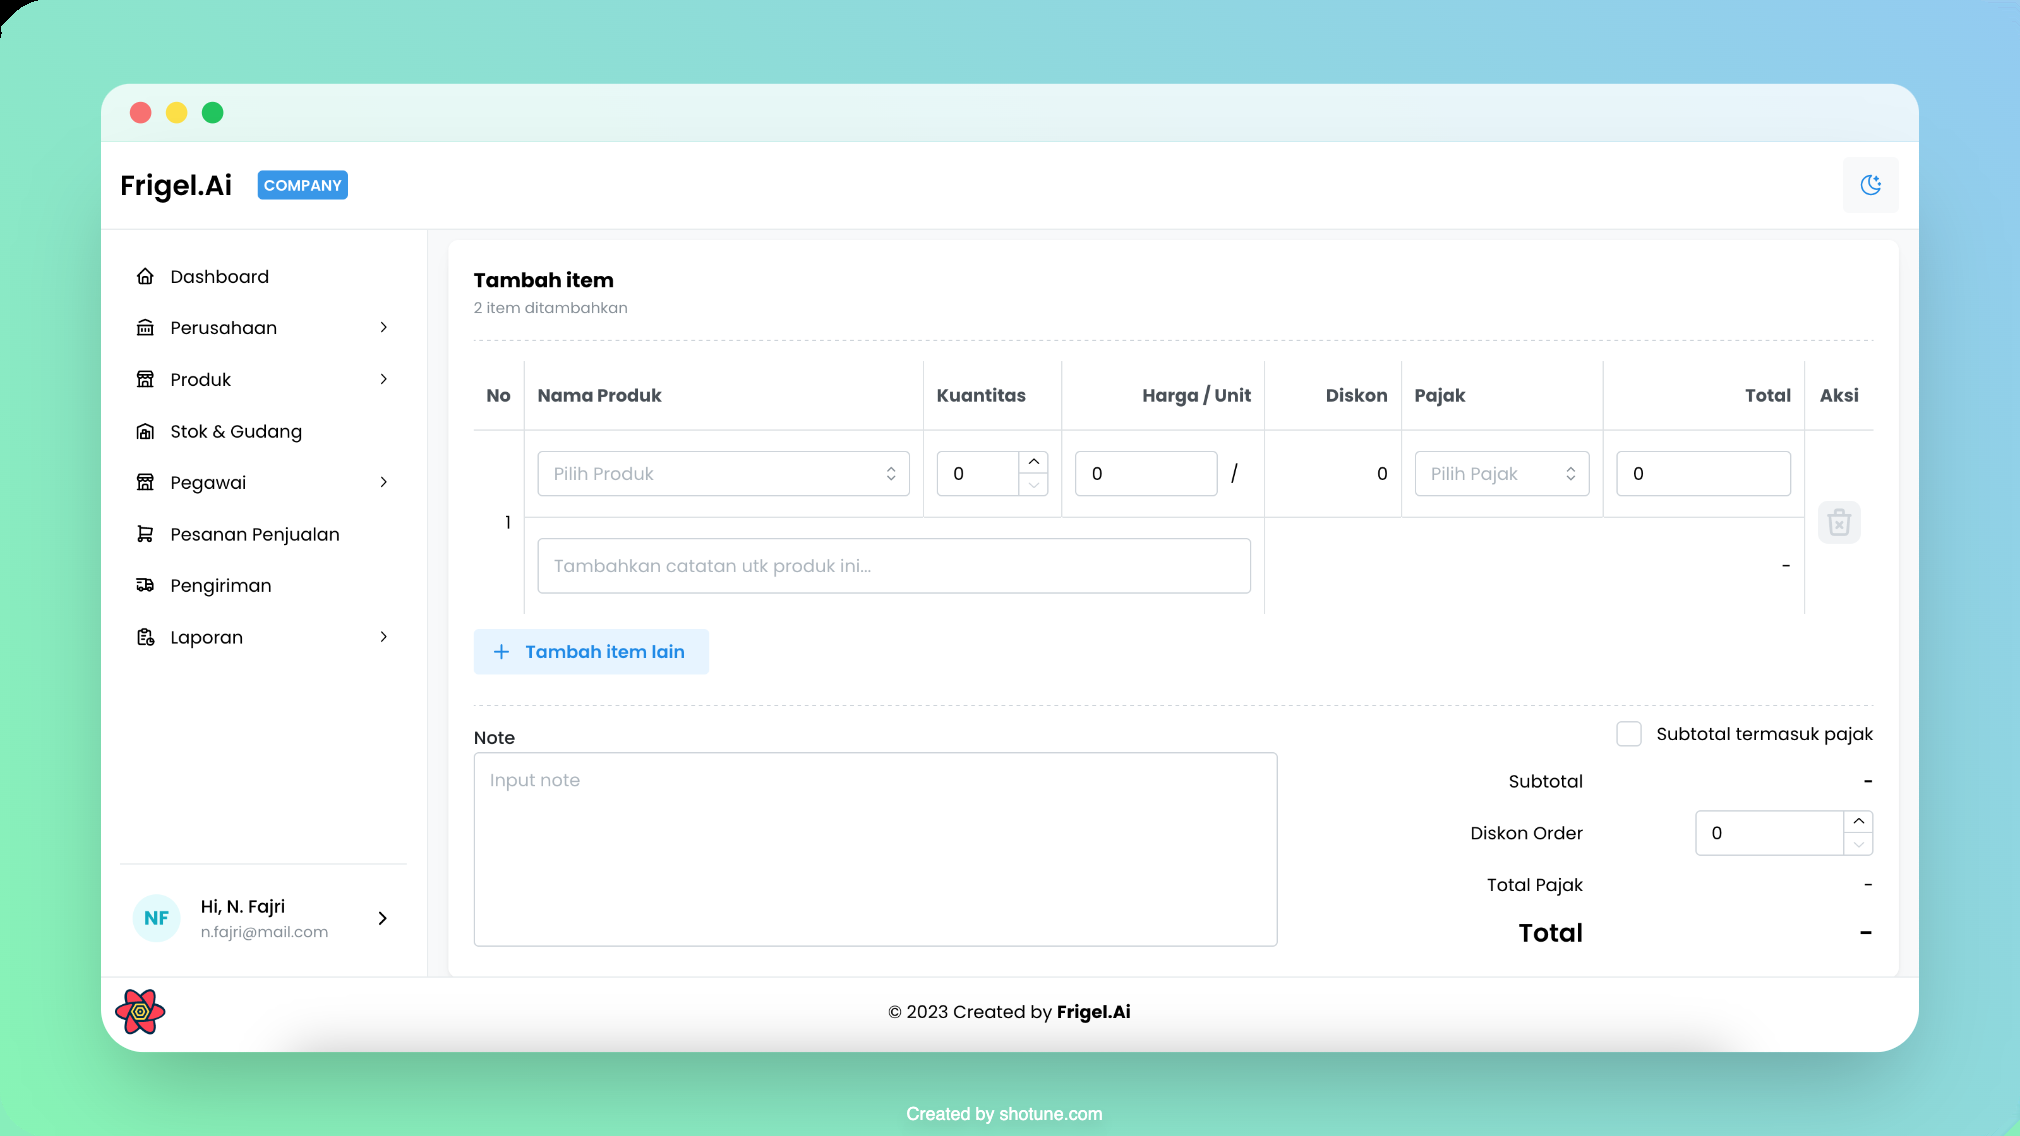 Frigel.Ai COMPANY
Dashboard
Perusahaan
Produk
Stok & Gudang
Pegawai
Pesanan Penjualan
Pengiriman
Laporan
NF
Hi, N. Fajri
n.fajri@mail.com
Tambah item
2 item ditambahkan
No Nama Produk Kuantitas Harga / Unit Diskon Pajak Total Aksi
Pilih Produk 0 0 / 0 Pilih Pajak 0
1
Tambahkan catatan utk produk ini... -
+ Tambah item lain
Note
Input note
Subtotal termasuk pajak
Subtotal -
Diskon Order 0
Total Pajak -
Total -
© 2023 Created by Frigel.Ai
Created by shotune.com